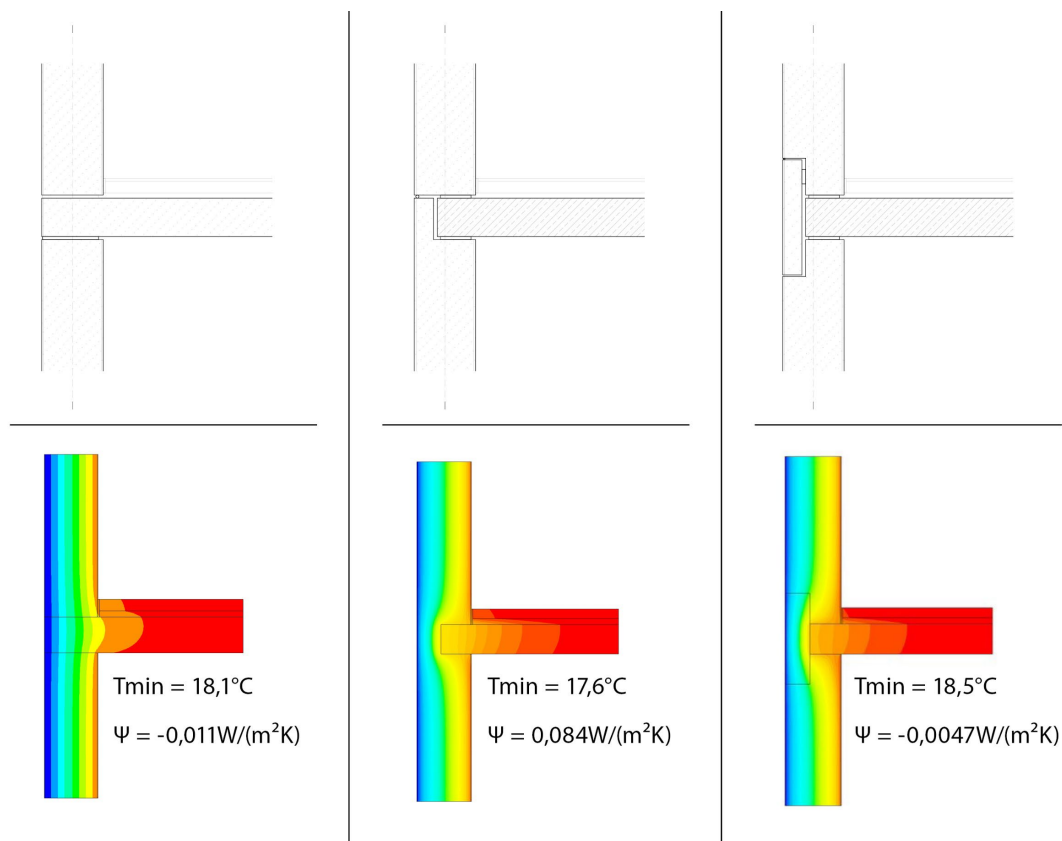 Tmin = 18,1°C
Ψ = -0,011W/(m²K)
Tmin = 17,6°C
Ψ = 0,084W/(m²K)
Tmin = 18,5°C
Ψ = -0,0047W/(m²K)